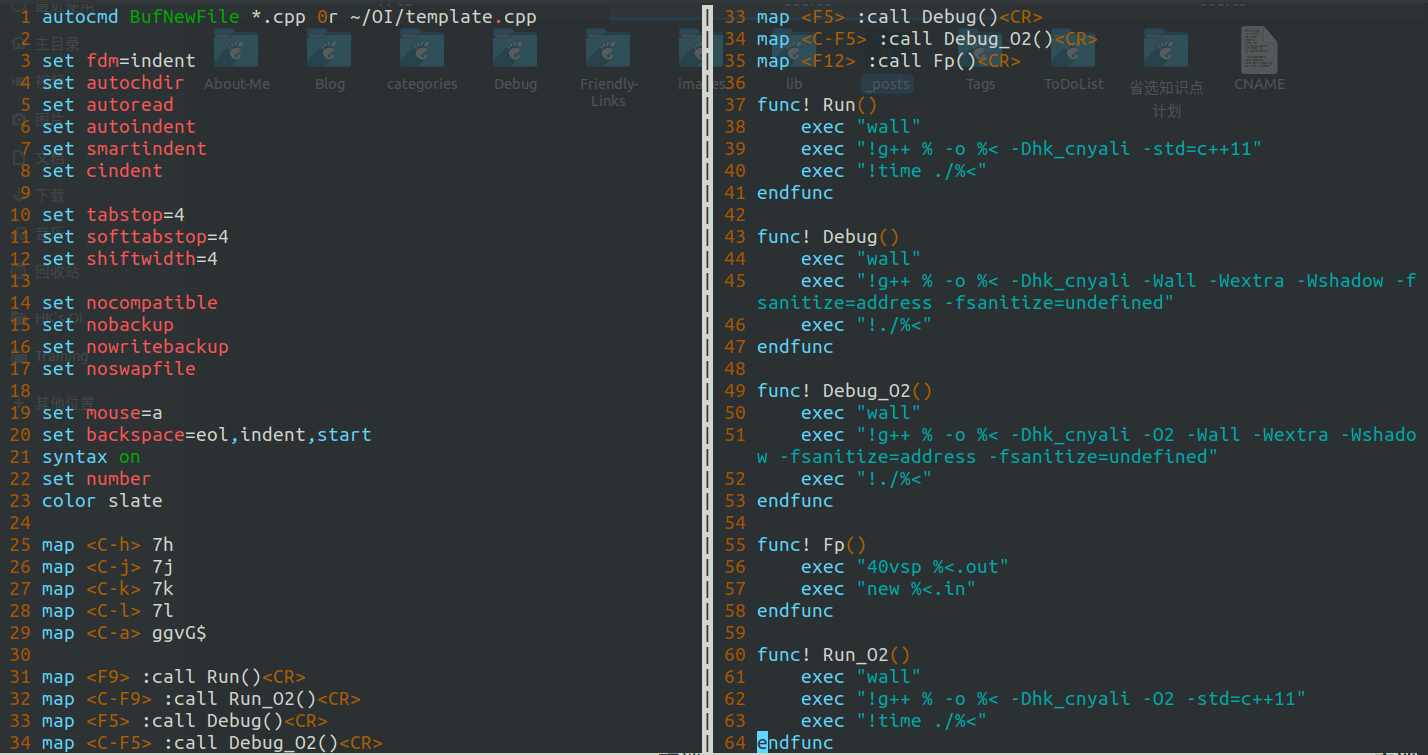 1 autocmd BufNewFile *.cpp 0r ~/OI/template.cpp
2
3 set fdm=indent
4 set autochdir
5 set autoread
6 set autoindent
7 set smartindent
8 set cindent
9
10 set tabstop=4
11 set softtabstop=4
12 set shiftwidth=4
13
14 set nocompatible
15 set nobackup
16 set nowritebackup
17 set noswapfile
18
19 set mouse=a
20 set backspace=eol,indent,start
21 syntax on
22 set number
23 color slate
24
25 map <C-h> 7h
26 map <C-j> 7j
27 map <C-k> 7k
28 map <C-l> 7l
29 map <C-a> ggvG$
30
31 map <F9> :call Run()<CR>
32 map <C-F9> :call Run_O2()<CR>
33 map <F5> :call Debug()<CR>
34 map <C-F5> :call Debug_O2()<CR>
33 map <F5> :call Debug()<CR>
34 map <C-F5> :call Debug_O2()<CR>
35 map <F12> :call Fp()<CR>
36
37 func! Run()
38     exec "wall"
39     exec "!g++ % -o %< -Dhk_cnyali -std=c++11"
40     exec "!time ./%<"
41 endfunc
42
43 func! Debug()
44     exec "wall"
45     exec "!g++ % -o %< -Dhk_cnyali -Wall -Wextra -Wshadow -f
sanitize=address -fsanitize=undefined"
46     exec "!./%<"
47 endfunc
48
49 func! Debug_O2()
50     exec "wall"
51     exec "!g++ % -o %< -Dhk_cnyali -O2 -Wall -Wextra -Wshado
w -fsanitize=address -fsanitize=undefined"
52     exec "!./%<"
53 endfunc
54
55 func! Fp()
56     exec "40vsp %<.out"
57     exec "new %<.in"
58 endfunc
59
60 func! Run_O2()
61     exec "wall"
62     exec "!g++ % -o %< -Dhk_cnyali -O2 -std=c++11"
63     exec "!time ./%<"
64 endfunc
主目录
下载
回收站
Training
其他位置
About-Me
Blog
categories
Debug
Friendly-
Links
images
lib
_posts
Tags
ToDoList
省选知识点
计划
CNAME